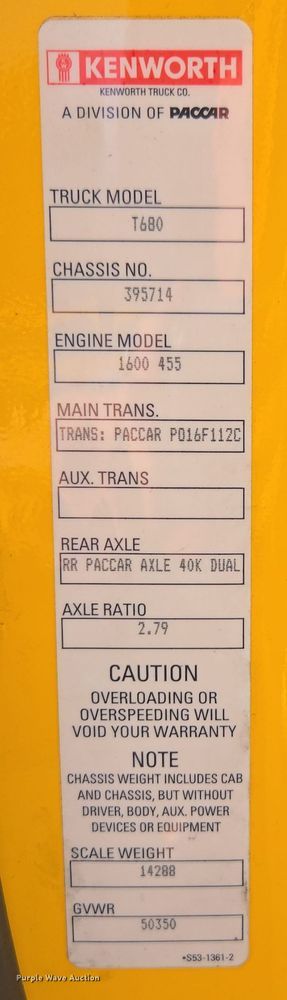 KENWORTH
KENWORTH TRUCK CO.
A DIVISION OF PACCAR
TRUCK MODEL
T680
CHASSIS NO.
395714
ENGINE MODEL
1600 455
MAIN TRANS.
TRANS: PACCAR PO16F112C
AUX. TRANS
REAR AXLE
RR PACCAR AXLE 40K DUAL
AXLE RATIO
2.79
CAUTION
OVERLOADING OR
OVERSPEEDING WILL
VOID YOUR WARRANTY
NOTE
CHASSIS WEIGHT INCLUDES CAB
AND CHASSIS, BUT WITHOUT
DRIVER, BODY, AUX. POWER
DEVICES OR EQUIPMENT
SCALE WEIGHT
14288
GVWR
50350
•S53-1361-2
Purple Wave Auction